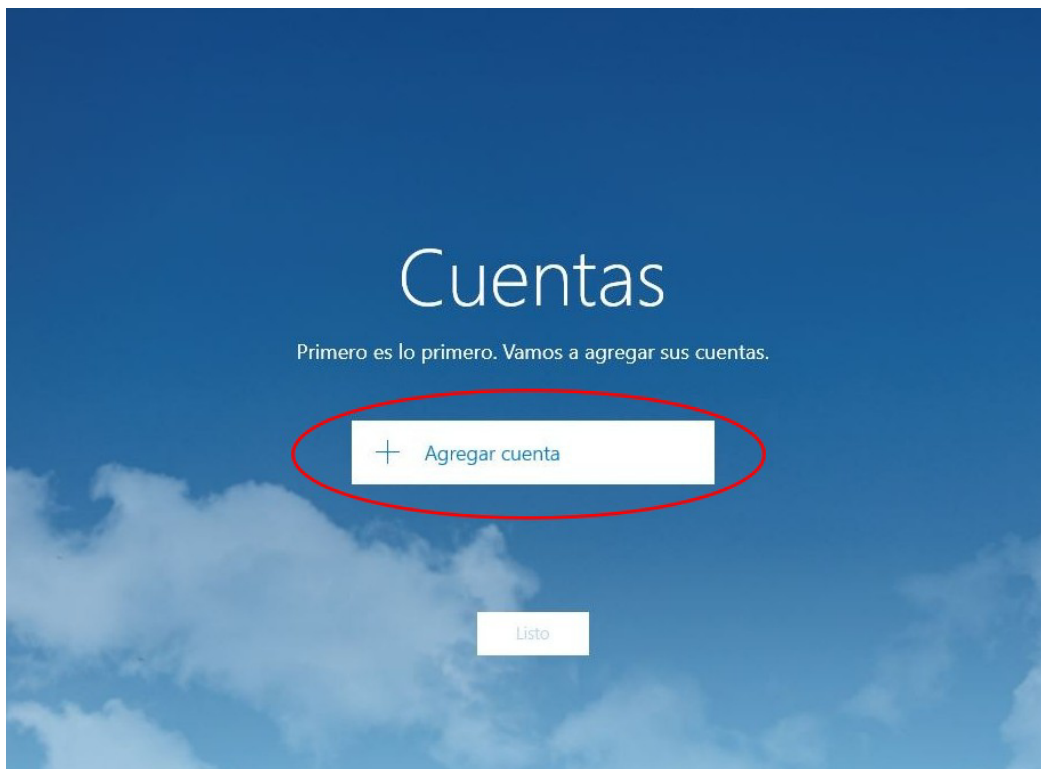 Cuentas
Primero es lo primero. Vamos a agregar sus cuentas.
+ Agregar cuenta
Listo